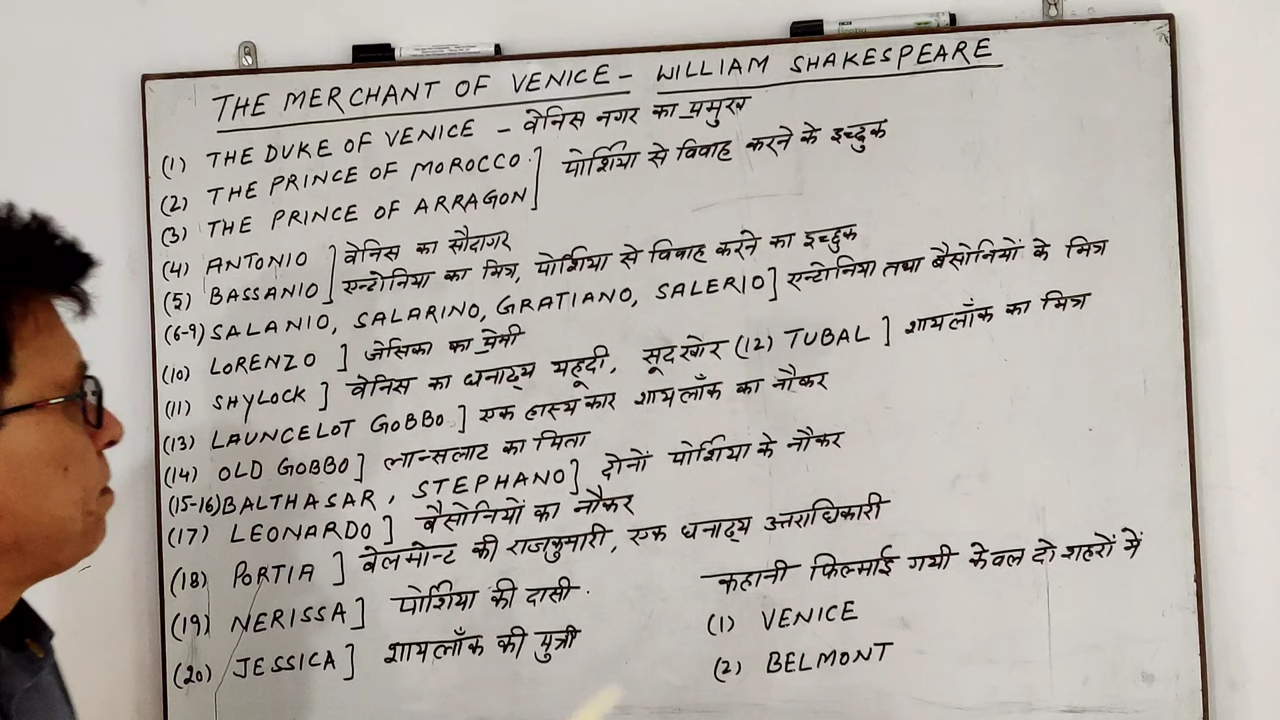 THE MERCHANT OF VENICE - WILLIAM SHAKESPEARE
(1) THE DUKE OF VENICE - वेनिस नगर का प्रमुख
(2) THE PRINCE OF MOROCCO ] पोर्शिया से विवाह करने के इच्छुक
(3) THE PRINCE OF ARRAGON
(4) ANTONIO ] वेनिस का सौदागर
(5) BASSANIO ] एन्टोनिया का मित्र, पोर्शिया से विवाह करने का इच्छुक
(6-9) SALANIO, SALARINO, GRATIANO, SALERIO ] एन्टोनिया तथा बैसोनियों के मित्र
(10) LORENZO ] जेसिका का प्रेमी
(11) SHYLOCK ] वेनिस का धनाढ्य यहूदी, सूदखोर (12) TUBAL ] शायलॉक का मित्र
(13) LAUNCELOT GOBBO ] एक हास्यकार शायलॉक का नौकर
(14) OLD GOBBO ] लान्सलाट का पिता
(15-16) BALTHASAR, STEPHANO ] दोनों पोर्शिया के नौकर
(17) LEONARDO ] बैसोनियों का नौकर
(18) PORTIA ] बेलमोन्ट की राजकुमारी, एक धनाढ्य उत्तराधिकारी
(19) NERISSA ] पोर्शिया की दासी.
(20) JESSICA ] शायलॉक की पुत्री
कहानी फिल्माई गयी केवल दो शहरों में
(1) VENICE
(2) BELMONT